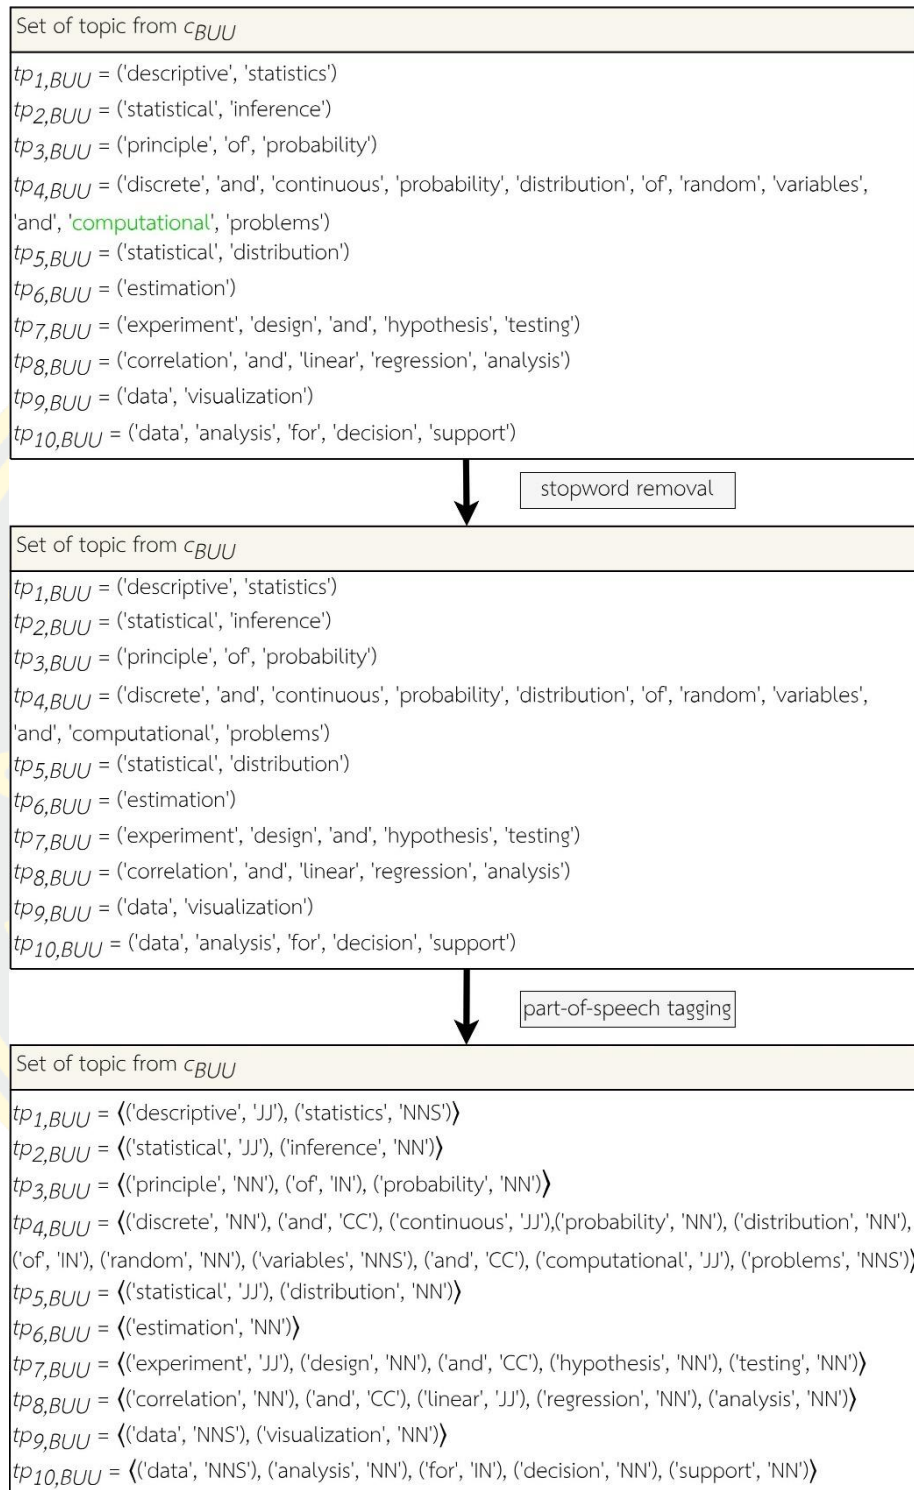 Set of topic from cBUU
tp1,BUU = ('descriptive', 'statistics')
tp2,BUU = ('statistical', 'inference')
tp3,BUU = ('principle', 'of', 'probability')
tp4,BUU = ('discrete', 'and', 'continuous', 'probability', 'distribution', 'of', 'random', 'variables',
'and', 'computational', 'problems')
tp5,BUU = ('statistical', 'distribution')
tp6,BUU = ('estimation')
tp7,BUU = ('experiment', 'design', 'and', 'hypothesis', 'testing')
tp8,BUU = ('correlation', 'and', 'linear', 'regression', 'analysis')
tp9,BUU = ('data', 'visualization')
tp10,BUU = ('data', 'analysis', 'for', 'decision', 'support')
stopword removal
Set of topic from cBUU
tp1,BUU = ('descriptive', 'statistics')
tp2,BUU = ('statistical', 'inference')
tp3,BUU = ('principle', 'of', 'probability')
tp4,BUU = ('discrete', 'and', 'continuous', 'probability', 'distribution', 'of', 'random', 'variables',
'and', 'computational', 'problems')
tp5,BUU = ('statistical', 'distribution')
tp6,BUU = ('estimation')
tp7,BUU = ('experiment', 'design', 'and', 'hypothesis', 'testing')
tp8,BUU = ('correlation', 'and', 'linear', 'regression', 'analysis')
tp9,BUU = ('data', 'visualization')
tp10,BUU = ('data', 'analysis', 'for', 'decision', 'support')
part-of-speech tagging
Set of topic from cBUU
tp1,BUU = ⟨('descriptive', 'JJ'), ('statistics', 'NNS')⟩
tp2,BUU = ⟨('statistical', 'JJ'), ('inference', 'NN')⟩
tp3,BUU = ⟨('principle', 'NN'), ('of', 'IN'), ('probability', 'NN')⟩
tp4,BUU = ⟨('discrete', 'NN'), ('and', 'CC'), ('continuous', 'JJ'),('probability', 'NN'), ('distribution', 'NN'),
('of', 'IN'), ('random', 'NN'), ('variables', 'NNS'), ('and', 'CC'), ('computational', 'JJ'), ('problems', 'NNS')⟩
tp5,BUU = ⟨('statistical', 'JJ'), ('distribution', 'NN')⟩
tp6,BUU = ⟨('estimation', 'NN')⟩
tp7,BUU = ⟨('experiment', 'JJ'), ('design', 'NN'), ('and', 'CC'), ('hypothesis', 'NN'), ('testing', 'NN')⟩
tp8,BUU = ⟨('correlation', 'NN'), ('and', 'CC'), ('linear', 'JJ'), ('regression', 'NN'), ('analysis', 'NN')⟩
tp9,BUU = ⟨('data', 'NNS'), ('visualization', 'NN')⟩
tp10,BUU = ⟨('data', 'NNS'), ('analysis', 'NN'), ('for', 'IN'), ('decision', 'NN'), ('support', 'NN')⟩